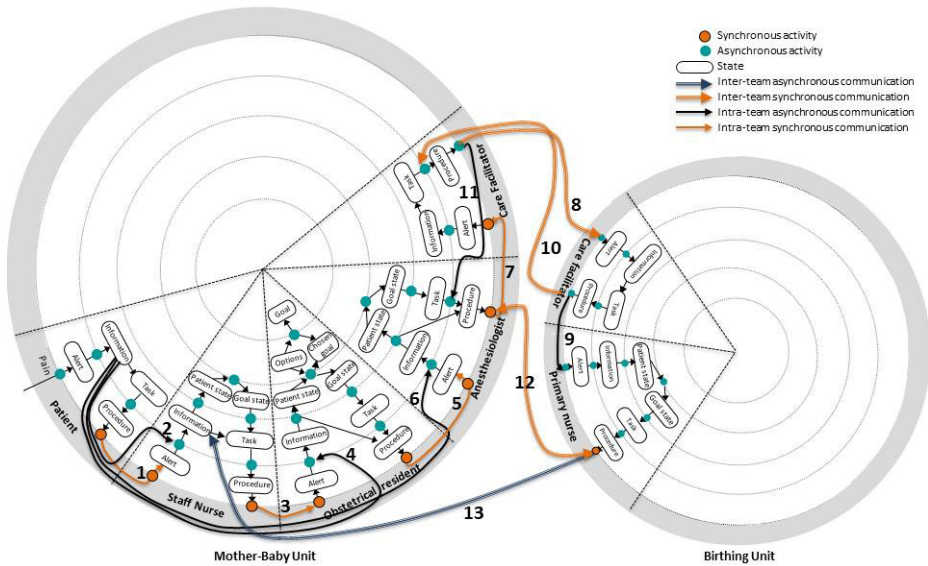 Synchronous activity
Asynchronous activity
State
Inter-team asynchronous communication
Inter-team synchronous communication
Intra-team asynchronous communication
Intra-team synchronous communication
Care Facilitator
Procedure
Task
11
Alert
Information
7
8
10
Care facilitator
Alert
Information
Procedure
Task
9
Primary nurse
Alert
Information
Patient state
Goal state
Task
Procedure
12
13
Goal state
Task
Patient state
Procedure
Information
Alert
Anesthesiologist
6
5
Goal
Options
Chosen goal
Patient state
Goal state
Information
Task
Procedure
Alert
4
Obstetrical resident
Patient state
Goal state
Information
Task
Alert
Procedure
2
3
Staff Nurse
Pain
Alert
Information
Task
Procedure
1
Patient
Mother-Baby Unit
Birthing Unit